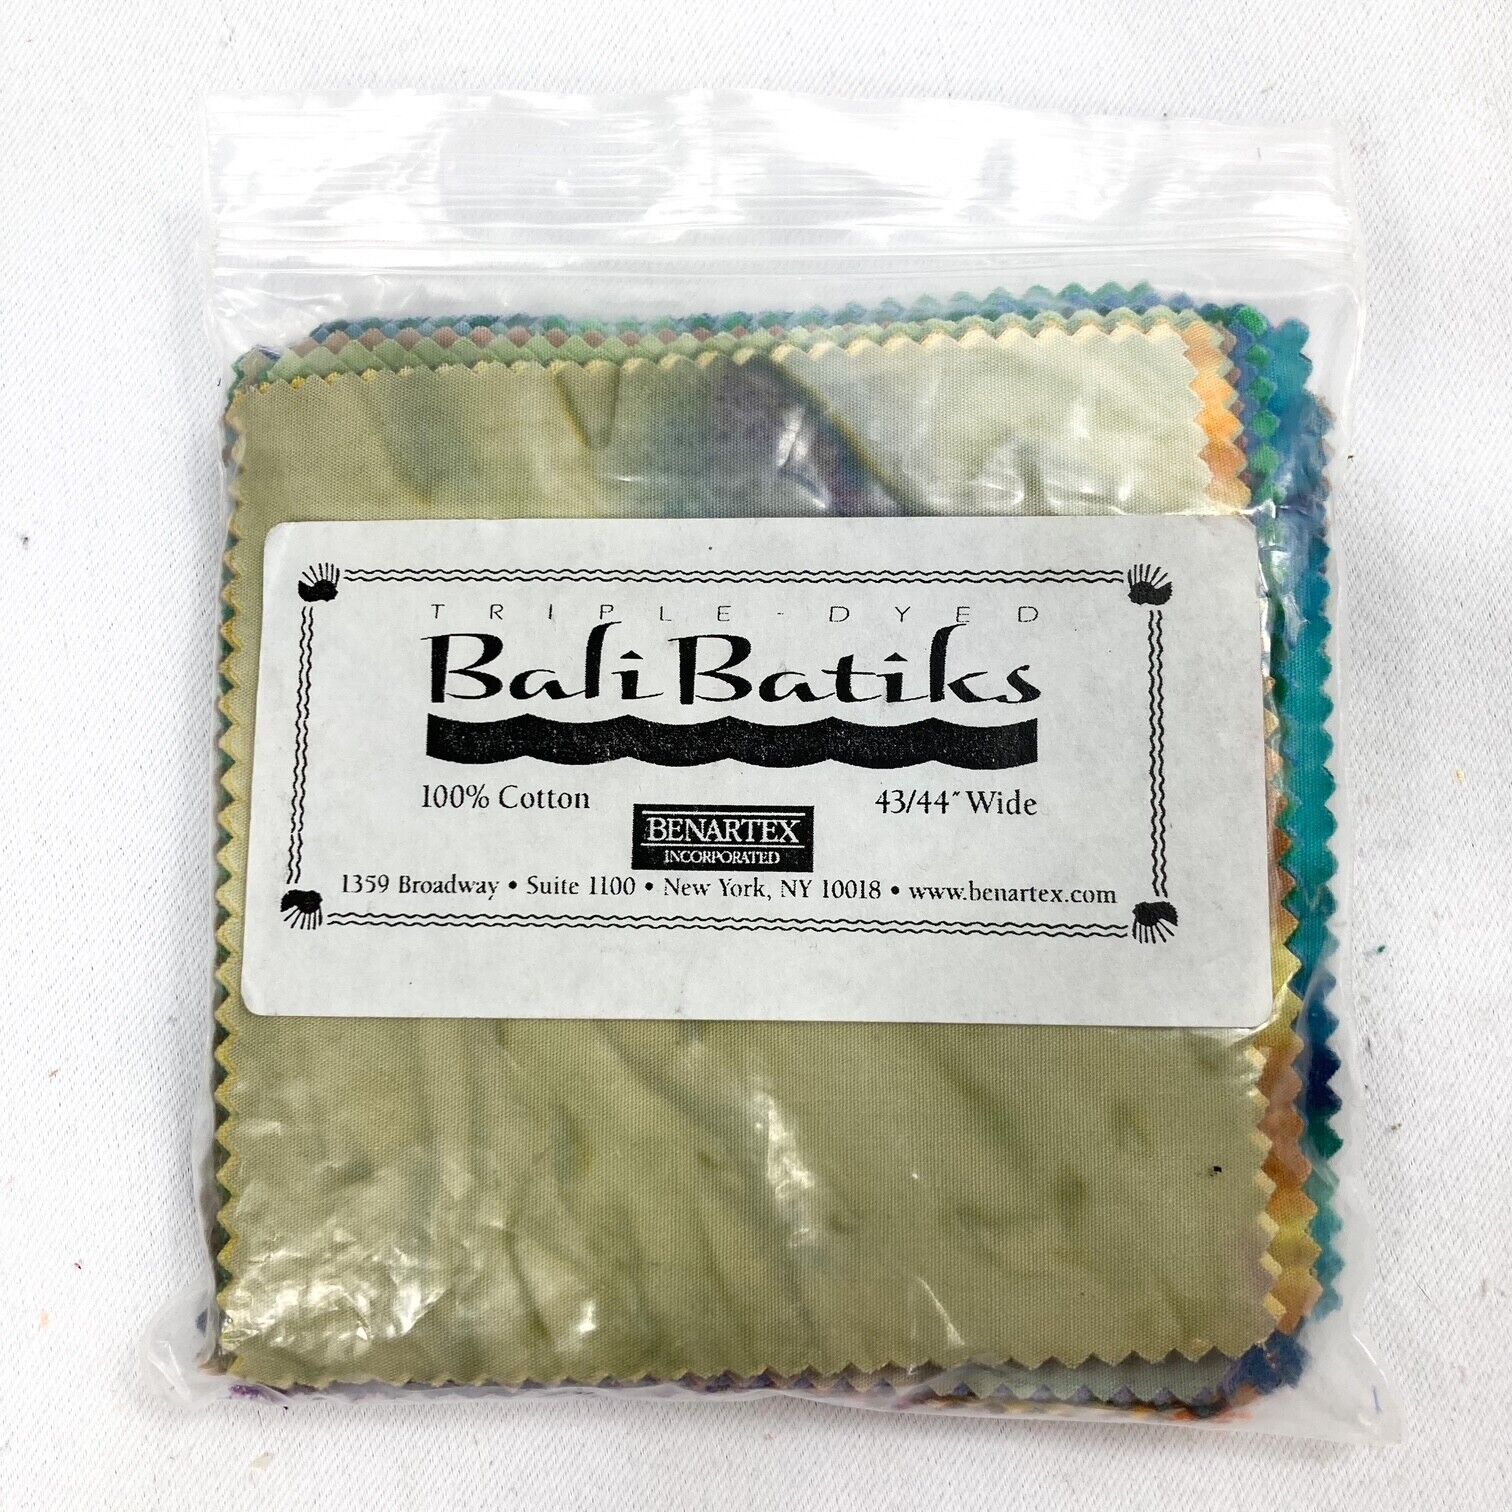 TRIPLE-DYED
Bali Batiks
100% Cotton
43/44" Wide
BENARTEX
INCORPORATED
1359 Broadway • Suite 1100 • New York, NY 10018 • www.benartex.com